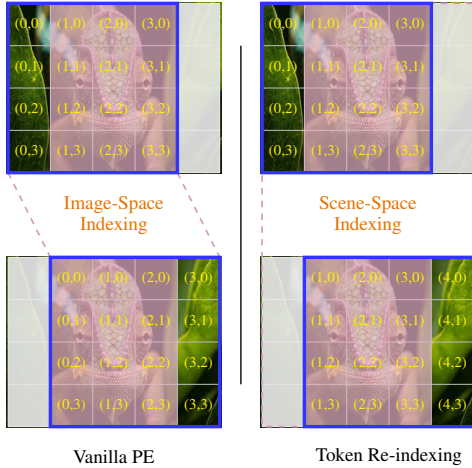 (0,0) (1,0) (2,0) (3,0)
(0,1) (1,1) (2,1) (3,1)
(0,2) (1,2) (2,2) (3,2)
(0,3) (1,3) (2,3) (3,3)
Image-Space
Indexing
(0,0) (1,0) (2,0) (3,0)
(0,1) (1,1) (2,1) (3,1)
(0,2) (1,2) (2,2) (3,2)
(0,3) (1,3) (2,3) (3,3)
Vanilla PE
(0,0) (1,0) (2,0) (3,0)
(0,1) (1,1) (2,1) (3,1)
(0,2) (1,2) (2,2) (3,2)
(0,3) (1,3) (2,3) (3,3)
Scene-Space
Indexing
(1,0) (2,0) (3,0) (4,0)
(1,1) (2,1) (3,1) (4,1)
(1,2) (2,2) (3,2) (4,2)
(1,3) (2,3) (3,3) (4,3)
Token Re-indexing